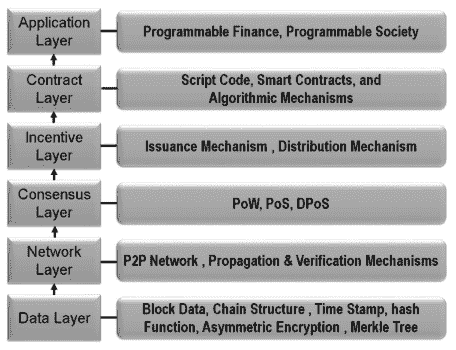 Application
Layer
Programmable Finance, Programmable Society
Contract
Layer
Script Code, Smart Contracts, and
Algorithmic Mechanisms
Incentive
Layer
Issuance Mechanism , Distribution Mechanism
Consensus
Layer
PoW, PoS, DPoS
Network
Layer
P2P Network , Propagation & Verification Mechanisms
Data Layer
Block Data, Chain Structure , Time Stamp, hash
Function, Asymmetric Encryption , Merkle Tree